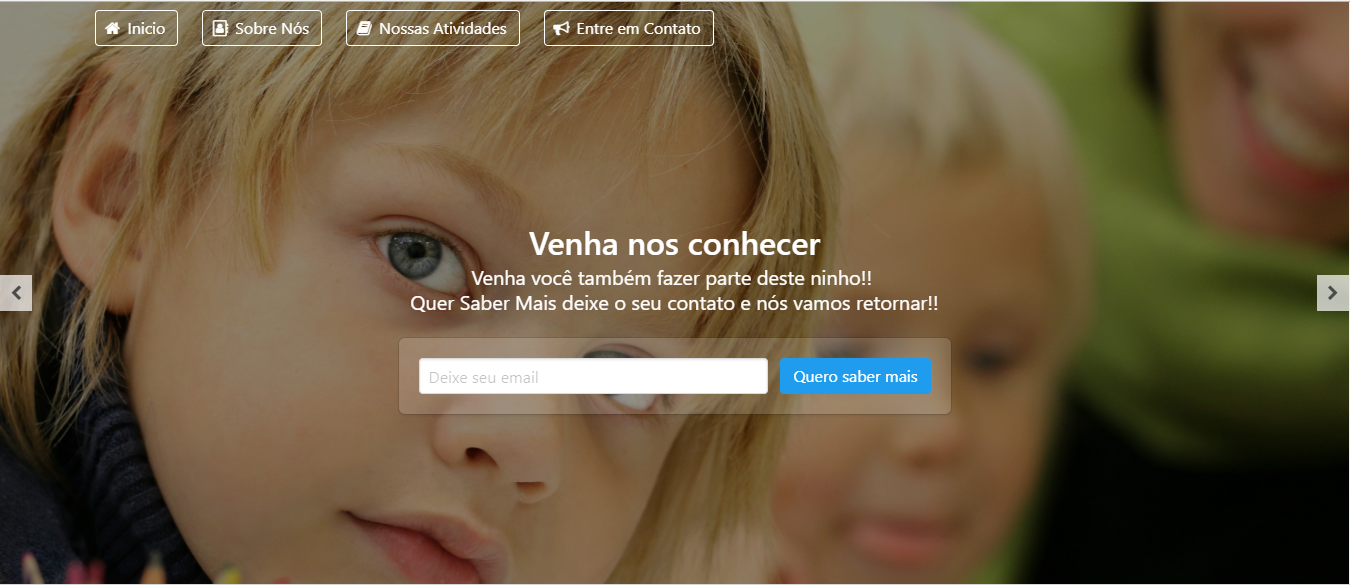 Inicio
Sobre Nós
Nossas Atividades
Entre em Contato
Venha nos conhecer
Venha você também fazer parte deste ninho!!
Quer Saber Mais deixe o seu contato e nós vamos retornar!!
Deixe seu email
Quero saber mais